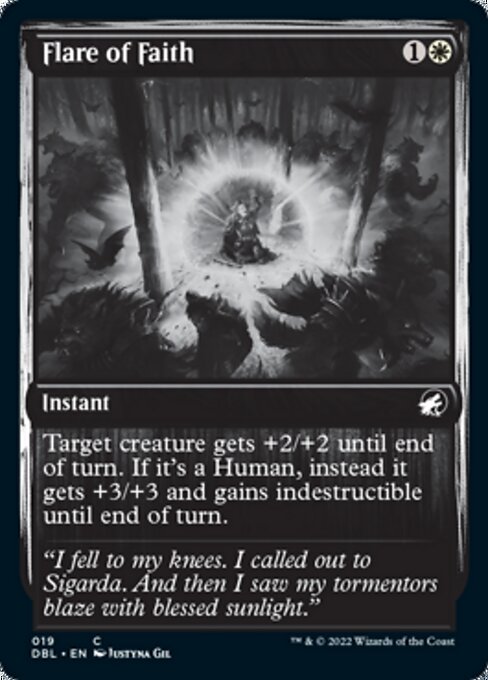 Flare of Faith 1
Instant
Target creature gets +2/+2 until end
of turn. If it's a Human, instead it
gets +3/+3 and gains indestructible
until end of turn.
"I fell to my knees. I called out to
Sigarda. And then I saw my tormentors
blaze with blessed sunlight."
019 C
DBL • EN Justyna Gil
™ & © 2022 Wizards of the Coast